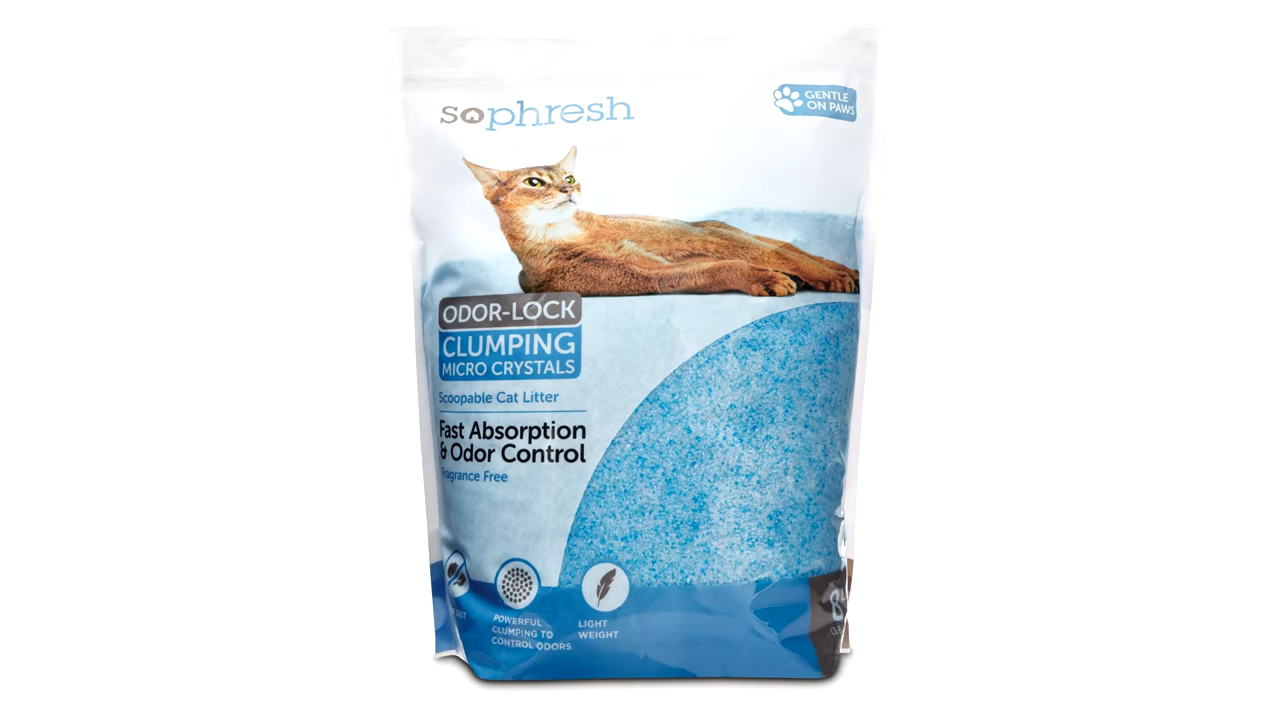 sophresh
GENTLE
ON PAWS
ODOR-LOCK
CLUMPING
MICRO CRYSTALS
Scoopable Cat Litter
Fast Absorption
& Odor Control
Fragrance Free
POWERFUL
CLUMPING TO
CONTROL ODORS
LIGHT
WEIGHT
8